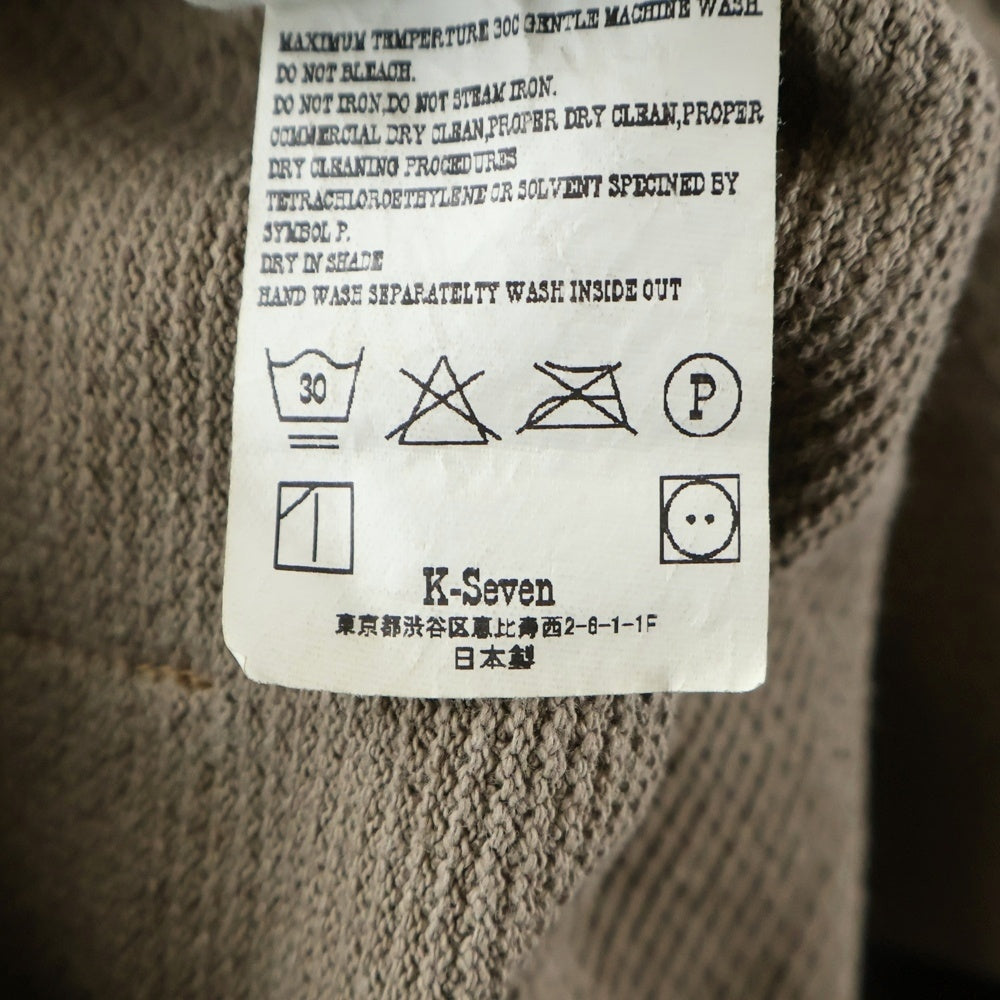 MAXIMUM TEMPERTURE 30C GENTLE MACHINE WASH
DO NOT BLEACH.
DO NOT IRON,DO NOT STEAM IRON.
COMMERCIAL DRY CLEAN,PROPER DRY CLEAN,PROPER
DRY CLEANING PROCEDURES
TETRACHLOROETHYLENE OR SOLVENT SPECINED BY
SYMBOL P.
DRY IN SHADE
HAND WASH SEPARATELTY WASH INSIDE OUT
30
P
K-Seven
東京都渋谷区恵比寿西2-6-1-1F
日本製